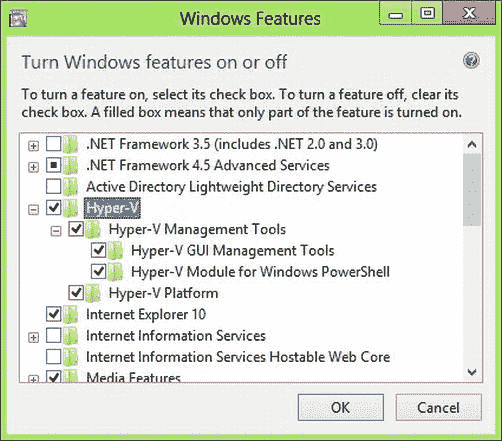 Windows Features
Turn Windows features on or off
To turn a feature on, select its check box. To turn a feature off, clear its
check box. A filled box means that only part of the feature is turned on.
.NET Framework 3.5 (includes .NET 2.0 and 3.0)
.NET Framework 4.5 Advanced Services
Active Directory Lightweight Directory Services
Hyper-V
Hyper-V Management Tools
Hyper-V GUI Management Tools
Hyper-V Module for Windows PowerShell
Hyper-V Platform
Internet Explorer 10
Internet Information Services
Internet Information Services Hostable Web Core
Media Features
OK
Cancel